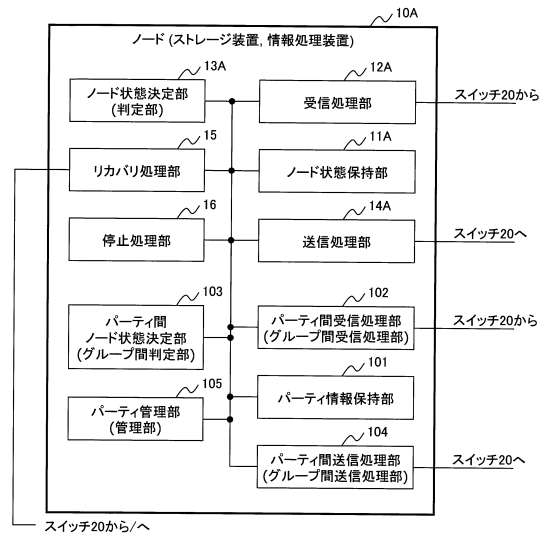 10A
ノード (ストレージ装置, 情報処理装置)
13A
ノード状態決定部
(判定部)
12A
受信処理部
スイッチ20から
15
リカバリ処理部
11A
ノード状態保持部
16
停止処理部
14A
送信処理部
スイッチ20へ
103
パーティ間
ノード状態決定部
(グループ間判定部)
102
パーティ間受信処理部
(グループ間受信処理部)
スイッチ20から
101
パーティ情報保持部
105
パーティ管理部
(管理部)
104
パーティ間送信処理部
(グループ間送信処理部)
スイッチ20へ
スイッチ20から/へ